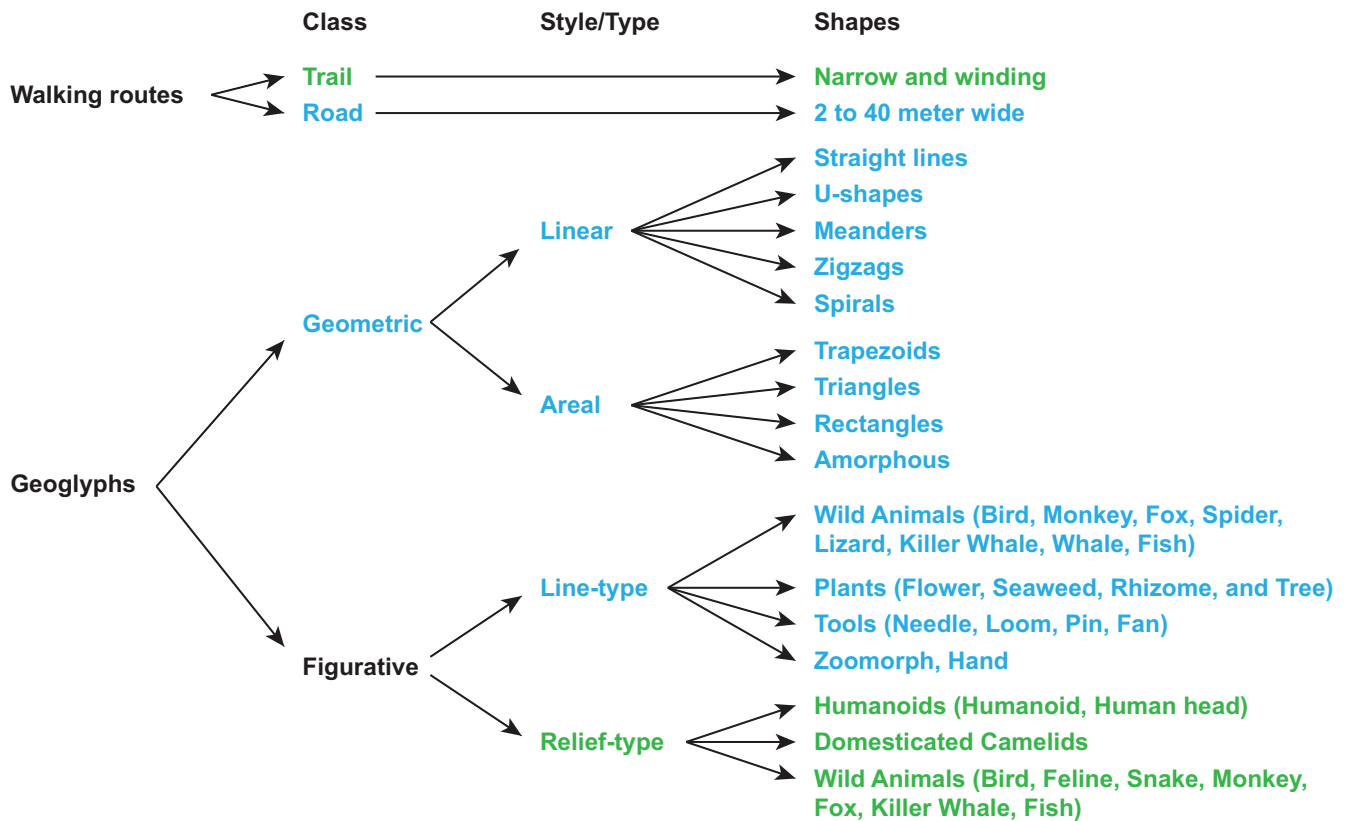 Class Style/Type Shapes
Walking routes
Trail Narrow and winding
Road 2 to 40 meter wide
Geoglyphs
Geometric
Linear
Straight lines
U-shapes
Meanders
Zigzags
Spirals
Areal
Trapezoids
Triangles
Rectangles
Amorphous
Figurative
Line-type
Wild Animals (Bird, Monkey, Fox, Spider,
Lizard, Killer Whale, Whale, Fish)
Plants (Flower, Seaweed, Rhizome, and Tree)
Tools (Needle, Loom, Pin, Fan)
Zoomorph, Hand
Relief-type
Humanoids (Humanoid, Human head)
Domesticated Camelids
Wild Animals (Bird, Feline, Snake, Monkey,
Fox, Killer Whale, Fish)